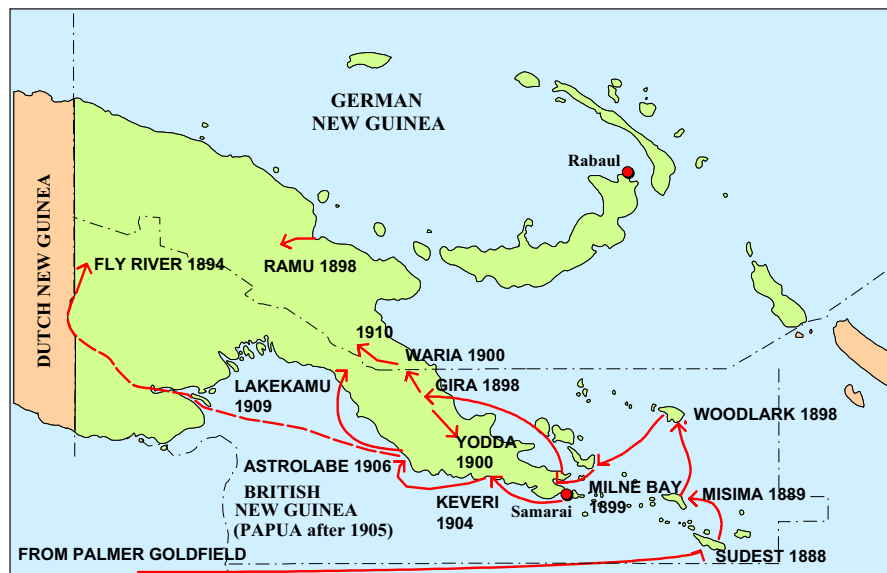 GERMAN
NEW GUINEA
Rabaul
DUTCH NEW GUINEA
FLY RIVER 1894
RAMU 1898
1910
WARIA 1900
LAKEKAMU
1909
GIRA 1898
WOODLARK 1898
YODDA
1900
ASTROLABE 1906
BRITISH
NEW GUINEA
(PAPUA after 1905)
KEVERI
1904
Samarai
MILNE BAY
1899
MISIMA 1889
FROM PALMER GOLDFIELD
SUDEST 1888